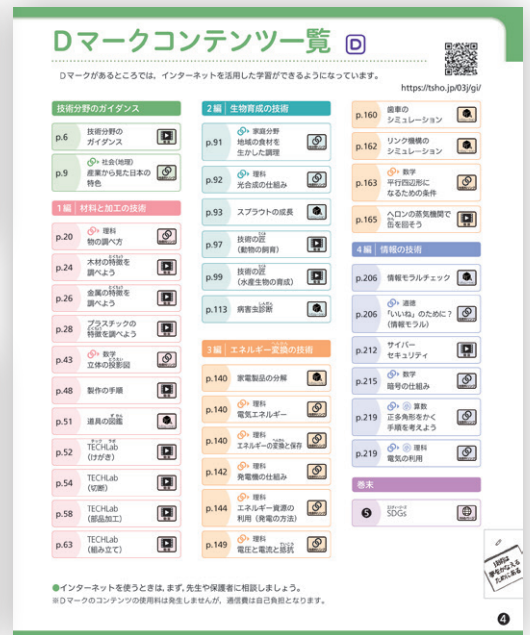 Dマークコンテンツ一覧 D
Dマークがあるところでは、インターネットを活用した学習ができるようになっています。
https://tsho.jp/03j/gi/
技術分野のガイダンス
p.6 技術分野の
ガイダンス
p.9 社会(地理)
産業から見た日本の
特色
1編 材料と加工の技術
p.20 理科
物の調べ方
p.24 木材の特徴を
調べよう
p.26 金属の特徴を
調べよう
p.28 プラスチックの
特徴を調べよう
p.43 数学
立体の投影図
p.48 製作の手順
p.51 道具の図鑑
p.52 TECHLab
(けがき)
p.54 TECHLab
(切断)
p.58 TECHLab
(部品加工)
p.63 TECHLab
(組み立て)
2編 生物育成の技術
p.91 家庭分野
地域の食材を
生かした調理
p.92 理科
光合成の仕組み
p.93 スプラウトの成長
p.97 技術の匠
(動物の飼育)
p.99 技術の匠
(水産生物の育成)
p.113 病害虫診断
3編 エネルギー変換の技術
p.140 家電製品の分解
p.140 理科
電気エネルギー
p.140 理科
エネルギーの変換と保存
p.142 理科
発電機の仕組み
p.144 理科
エネルギー資源の
利用(発電の方法)
p.149 理科
電圧と電流と抵抗
p.160 歯車の
シミュレーション
p.162 リンク機構の
シミュレーション
p.163 数学
平行四辺形に
なるための条件
p.165 ヘロンの蒸気機関で
缶を回そう
4編 情報の技術
p.206 情報モラルチェック
p.206 道徳
「いいね」のために?
(情報モラル)
p.212 サイバー
セキュリティ
p.215 数学
暗号の仕組み
p.219 算数
正多角形をかく
手順を考えよう
p.219 理科
電気の利用
巻末
❺ SDGs
●インターネットを使うときは、まず、先生や保護者に相談しましょう。
※Dマークのコンテンツの使用料は発生しませんが、通信費は自己負担となります。
技術は
夢をかなえる
ためにある
❹